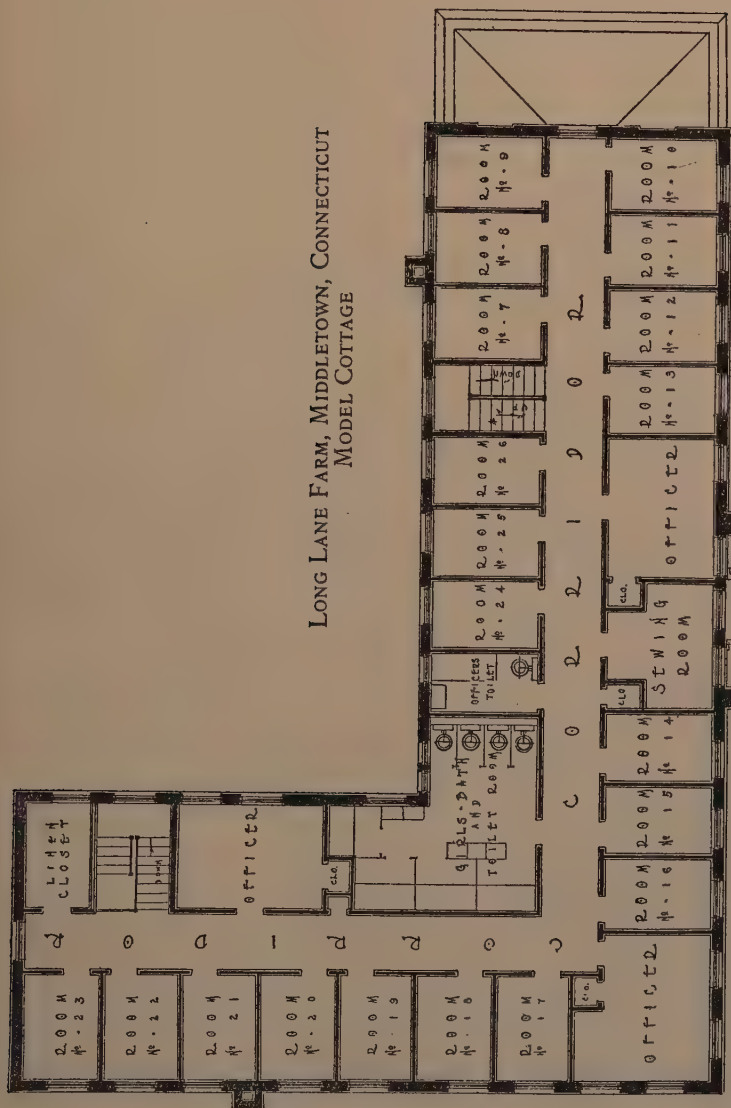 LONG LANE FARM, MIDDLETOWN, CONNECTICUT
MODEL COTTAGE
LINEN
CLOSET
DOWN
OFFICER
CLO.
GIRLS-BATH
AND
TOILET ROOM
OFFICERS
TOILET
ROOM
No - 24
ROOM
No - 25
ROOM
No 26
DOWN
ROOM
No - 7
ROOM
No - 8
ROOM
No - 9
CORRIDOR
CORRIDOR
ROOM
No - 23
ROOM
No - 22
ROOM
No 21
ROOM
No - 20
ROOM
No - 19
ROOM
No - 18
ROOM
No - 17
CLO.
OFFICER
ROOM
No - 16
ROOM
No - 15
ROOM
No 14
CLO
SEWING
ROOM
CLO.
OFFICER
ROOM
No - 13
ROOM
No - 12
ROOM
No - 11
ROOM
No - 10